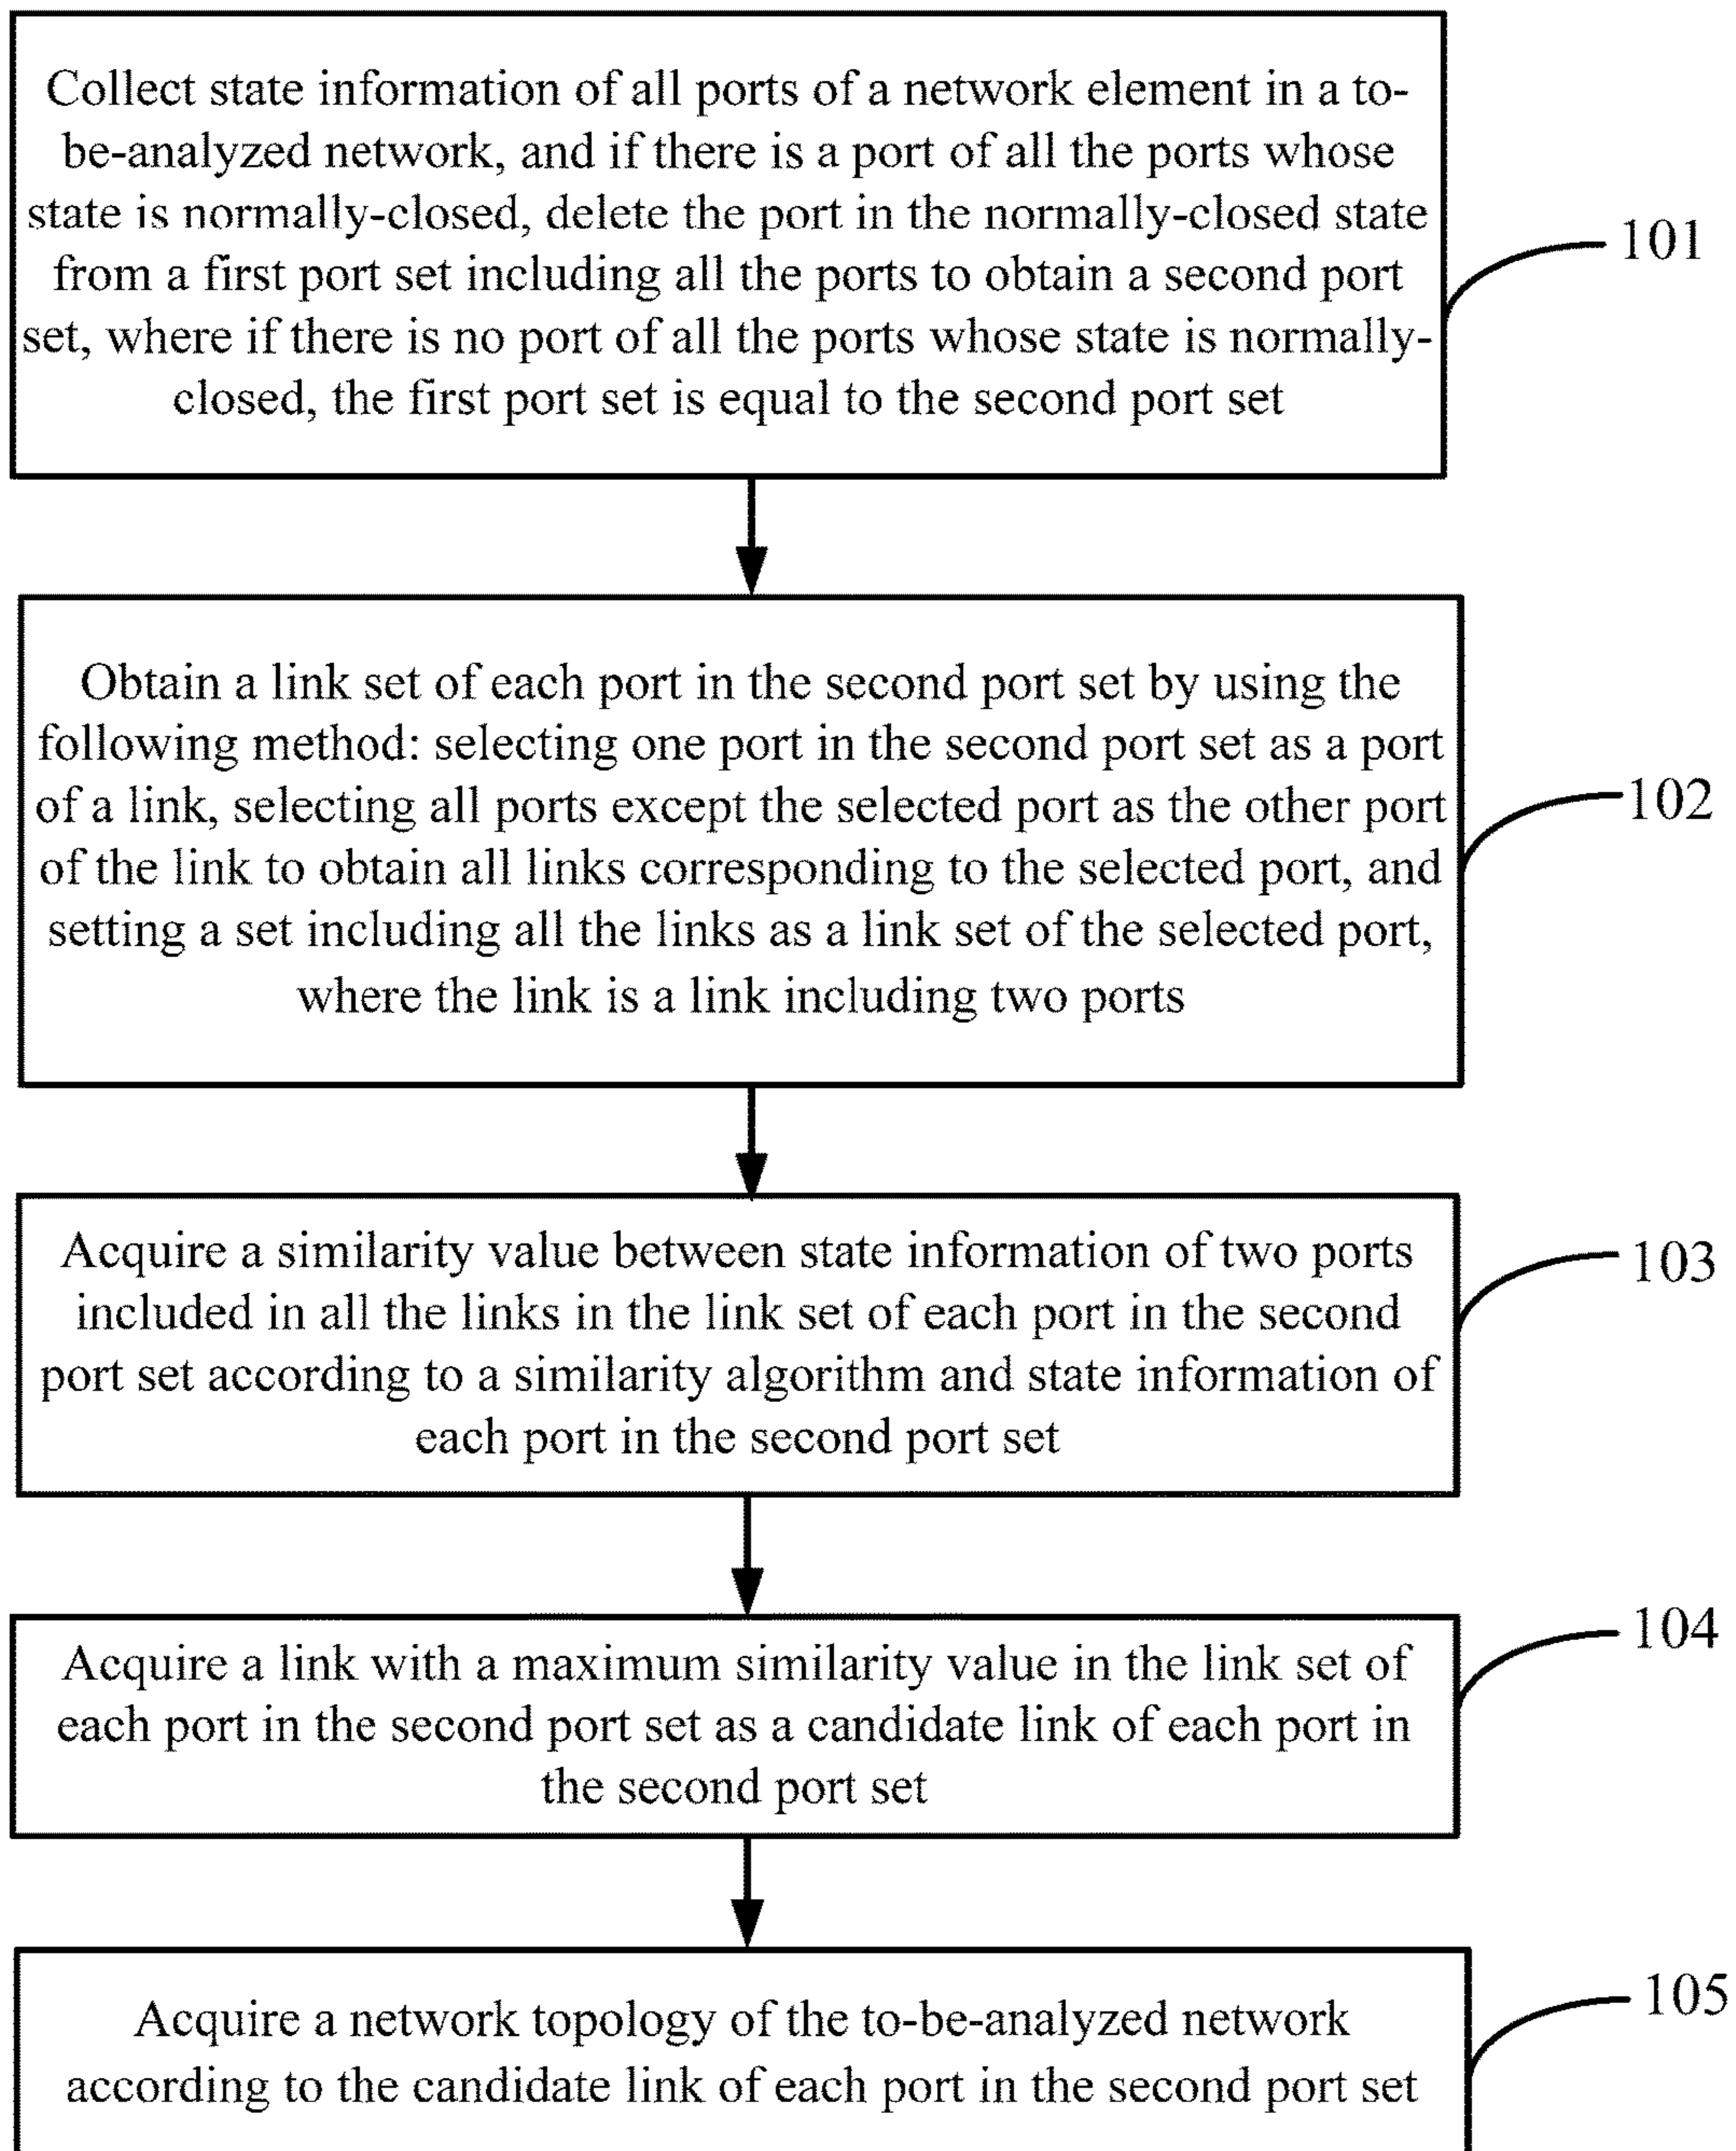 Collect state information of all ports of a network element in a to-
be-analyzed network, and if there is a port of all the ports whose
state is normally-closed, delete the port in the normally-closed state
from a first port set including all the ports to obtain a second port
set, where if there is no port of all the ports whose state is normally-
closed, the first port set is equal to the second port set
101
Obtain a link set of each port in the second port set by using the
following method: selecting one port in the second port set as a port
of a link, selecting all ports except the selected port as the other port
of the link to obtain all links corresponding to the selected port, and
setting a set including all the links as a link set of the selected port,
where the link is a link including two ports
102
Acquire a similarity value between state information of two ports
included in all the links in the link set of each port in the second
port set according to a similarity algorithm and state information of
each port in the second port set
103
Acquire a link with a maximum similarity value in the link set of
each port in the second port set as a candidate link of each port in
the second port set
104
Acquire a network topology of the to-be-analyzed network
according to the candidate link of each port in the second port set
105